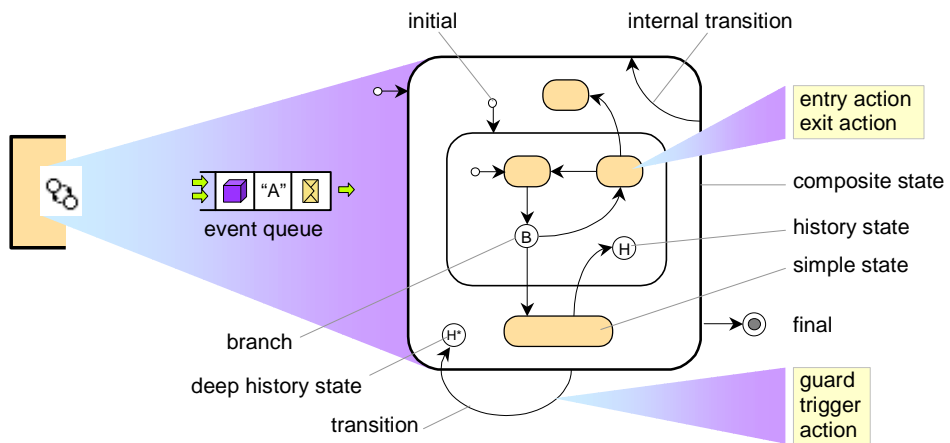 initial
internal transition
entry action
exit action
“A”
composite state
event queue
history state
B
H
simple state
final
H*
branch
deep history state
guard
trigger
action
transition